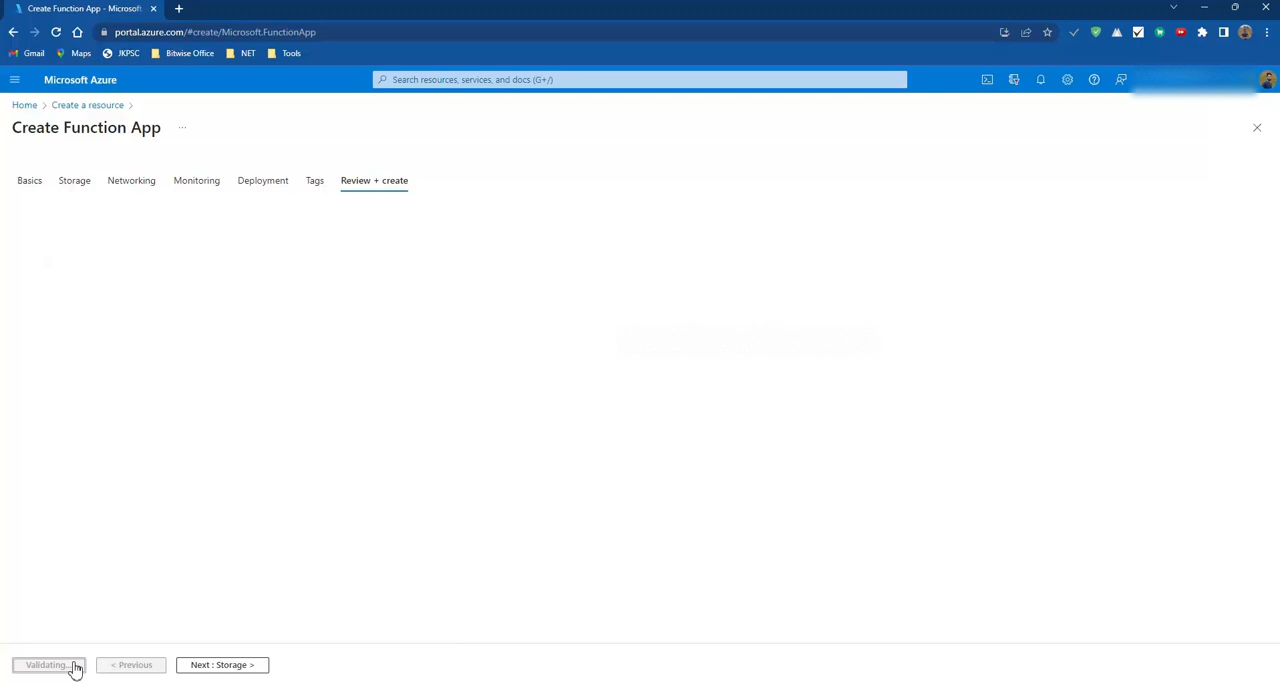 Create Function App - Microsoft
portal.azure.com/#create/Microsoft.FunctionApp
Gmail Maps JKPSC Bitwise Office .NET Tools
Microsoft Azure
Search resources, services, and docs (G+/)
Home > Create a resource >
Create Function App ...
Basics Storage Networking Monitoring Deployment Tags Review + create
Validating... < Previous Next : Storage >